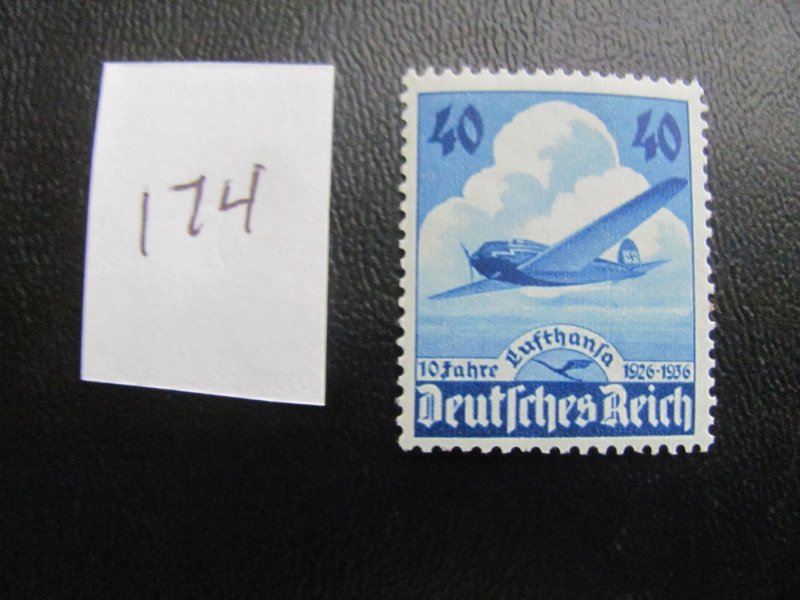 174
40 40
Lufthansa
10 Jahre 1926-1936
Deutsches Reich